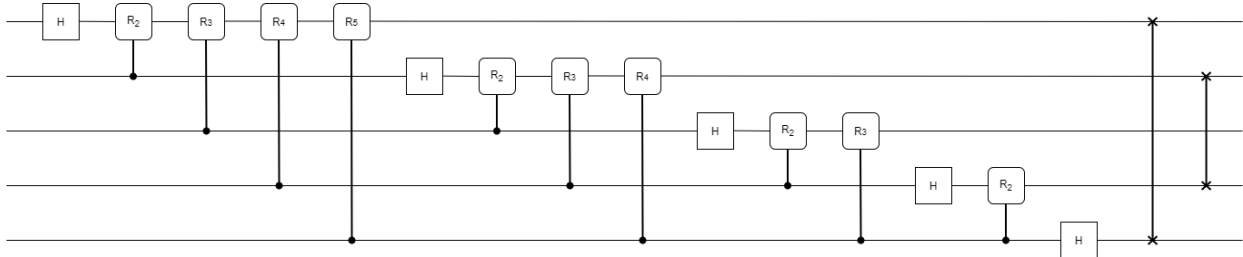 H R₂ R₃ R₄ R₅
H R₂ R₃ R₄
H R₂ R₃
H R₂
H